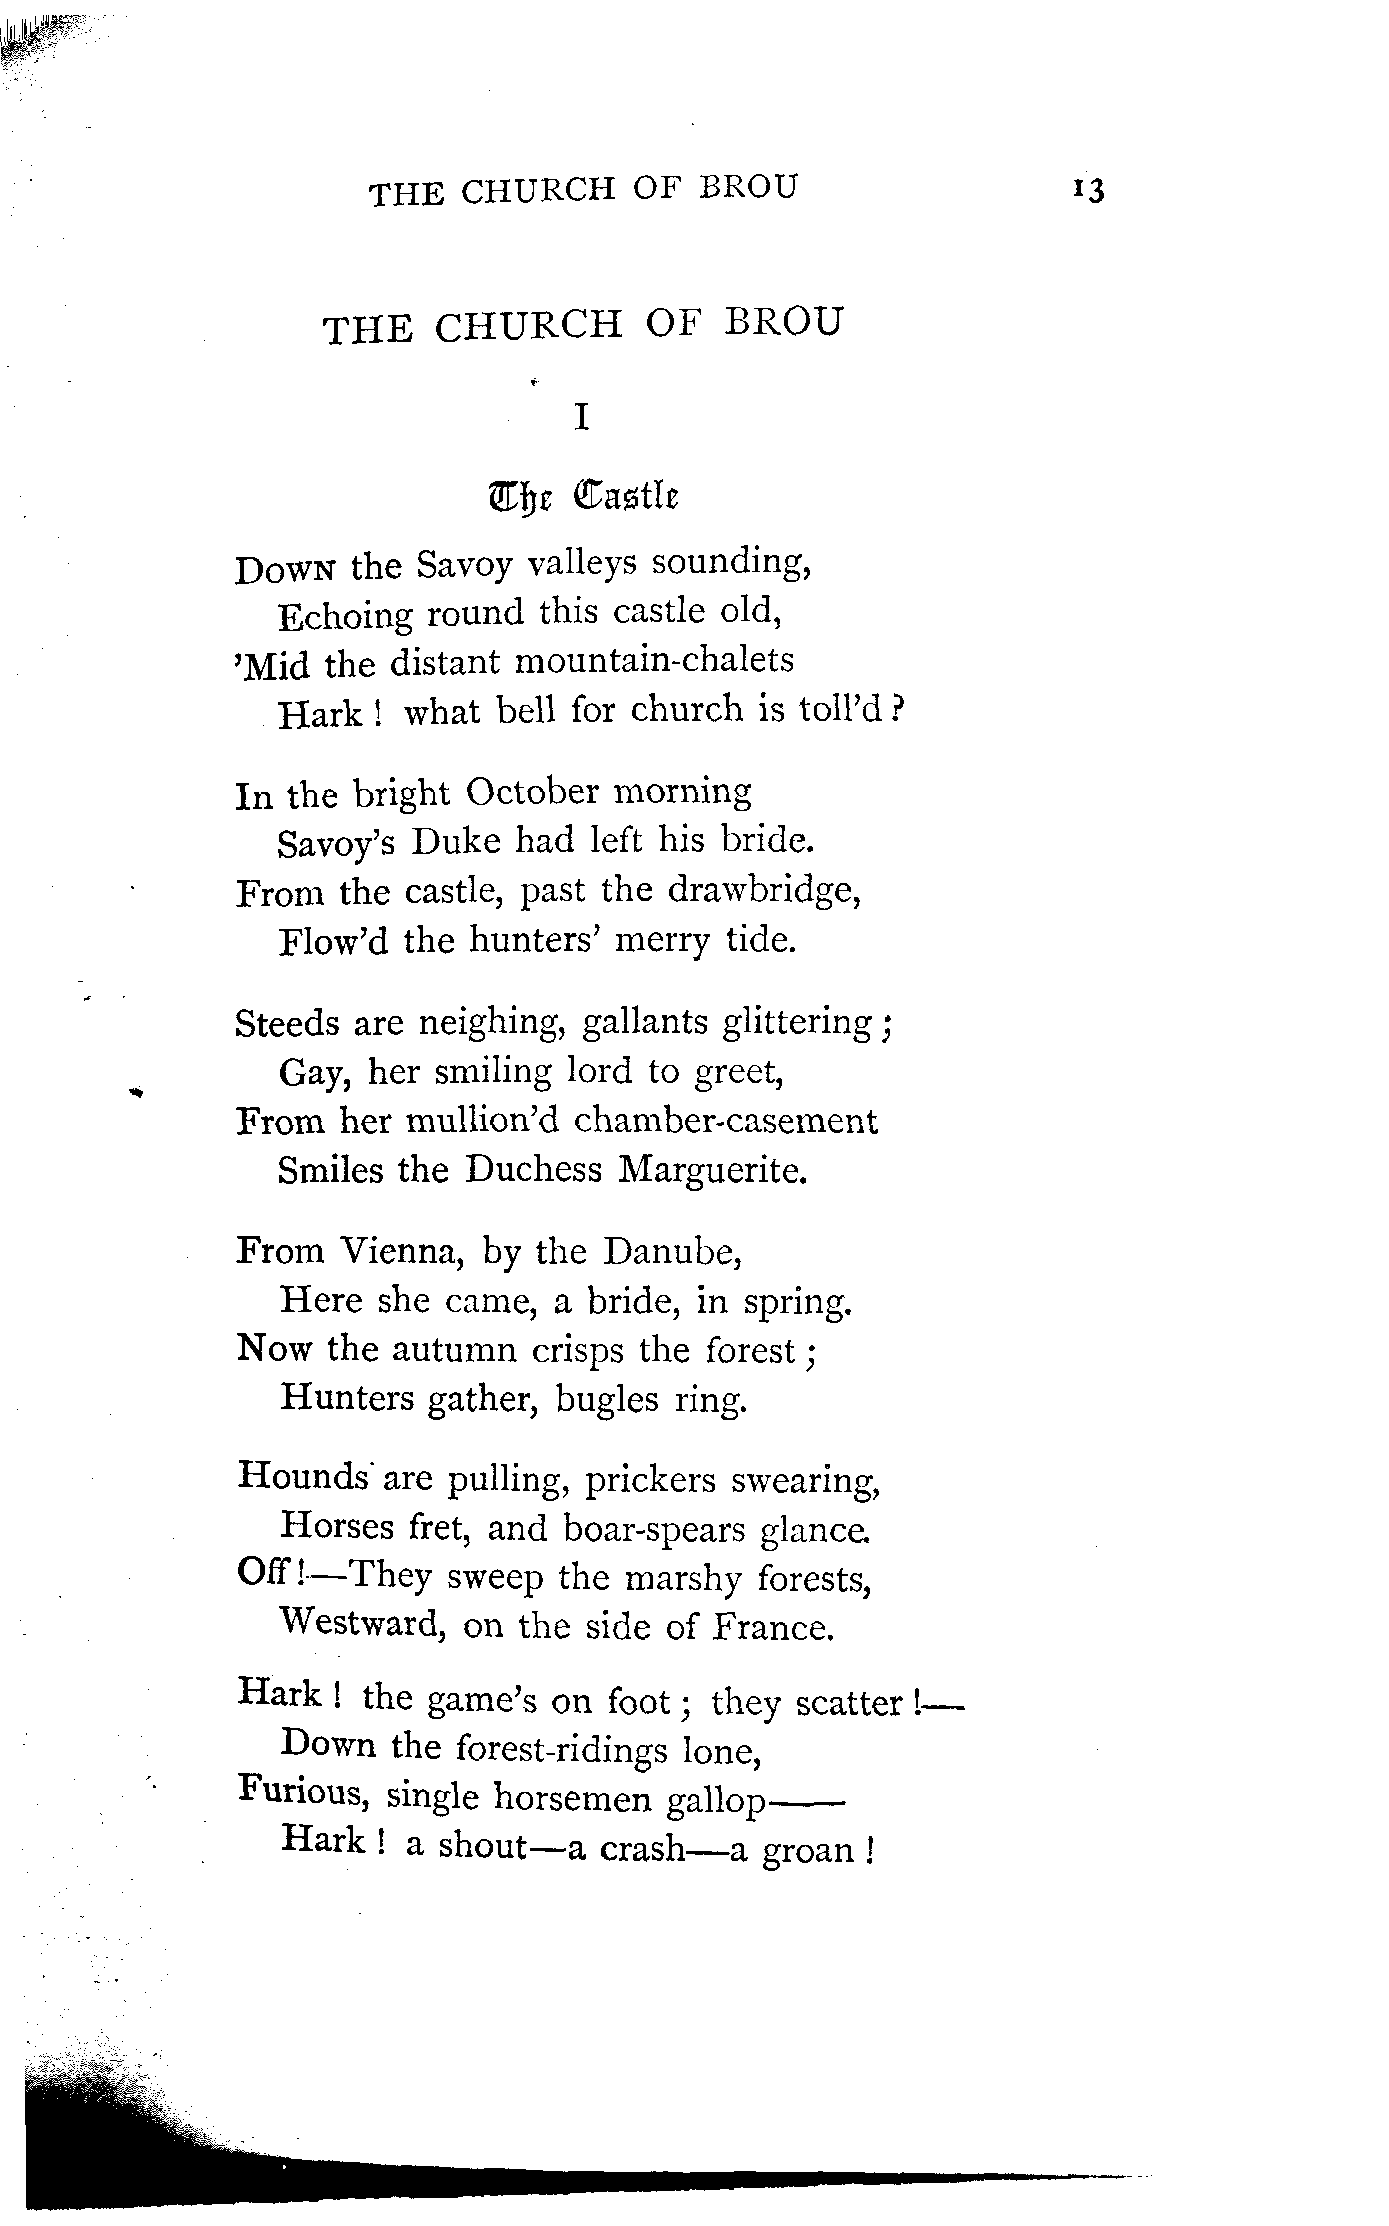 THE CHURCH OF BROU 13
THE CHURCH OF BROU
I
The Castle
DOWN the Savoy valleys sounding,
Echoing round this castle old,
’Mid the distant mountain-chalets
Hark ! what bell for church is toll’d ?
In the bright October morning
Savoy’s Duke had left his bride.
From the castle, past the drawbridge,
Flow’d the hunters’ merry tide.
Steeds are neighing, gallants glittering ;
Gay, her smiling lord to greet,
From her mullion’d chamber-casement
Smiles the Duchess Marguerite.
From Vienna, by the Danube,
Here she came, a bride, in spring.
Now the autumn crisps the forest ;
Hunters gather, bugles ring.
Hounds are pulling, prickers swearing,
Horses fret, and boar-spears glance.
Off !—They sweep the marshy forests,
Westward, on the side of France.
Hark ! the game’s on foot ; they scatter !—
Down the forest-ridings lone,
Furious, single horsemen gallop——
Hark ! a shout—a crash—a groan !